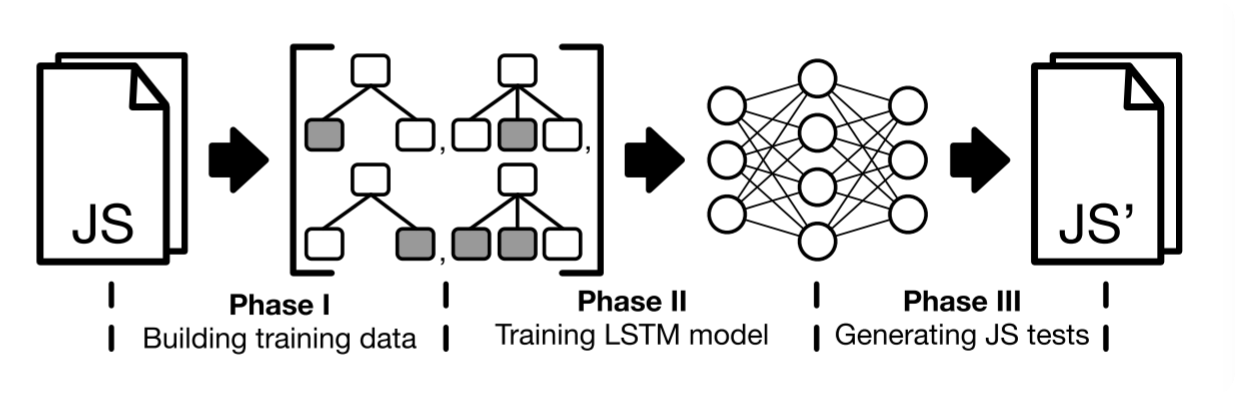 JS
JS’
Phase I
Building training data
Phase II
Training LSTM model
Phase III
Generating JS tests